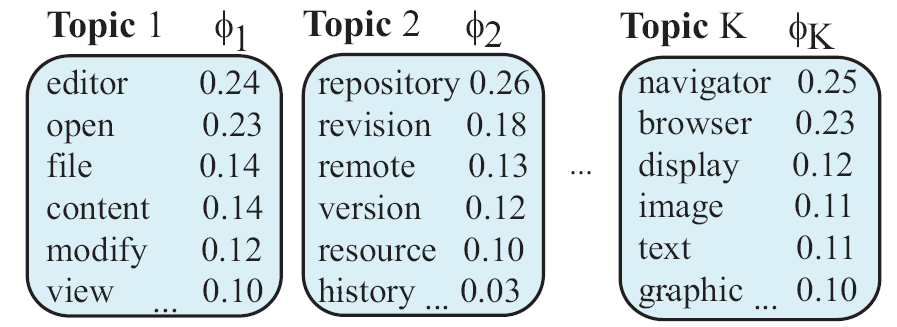 Topic 1 ϕ1
editor 0.24
open 0.23
file 0.14
content 0.14
modify 0.12
view ... 0.10
Topic 2 ϕ2
repository 0.26
revision 0.18
remote 0.13
version 0.12
resource 0.10
history ... 0.03
...
Topic K ϕK
navigator 0.25
browser 0.23
display 0.12
image 0.11
text 0.11
graphic ... 0.10